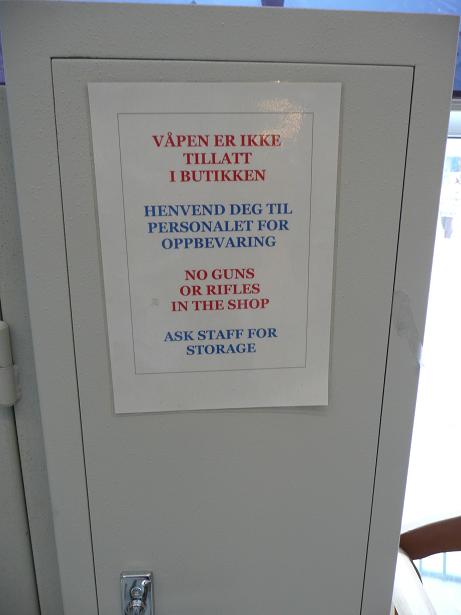 VÅPEN ER IKKE
TILLATT
I BUTIKKEN
HENVEND DEG TIL
PERSONALET FOR
OPPBEVARING
NO GUNS
OR RIFLES
IN THE SHOP
ASK STAFF FOR
STORAGE